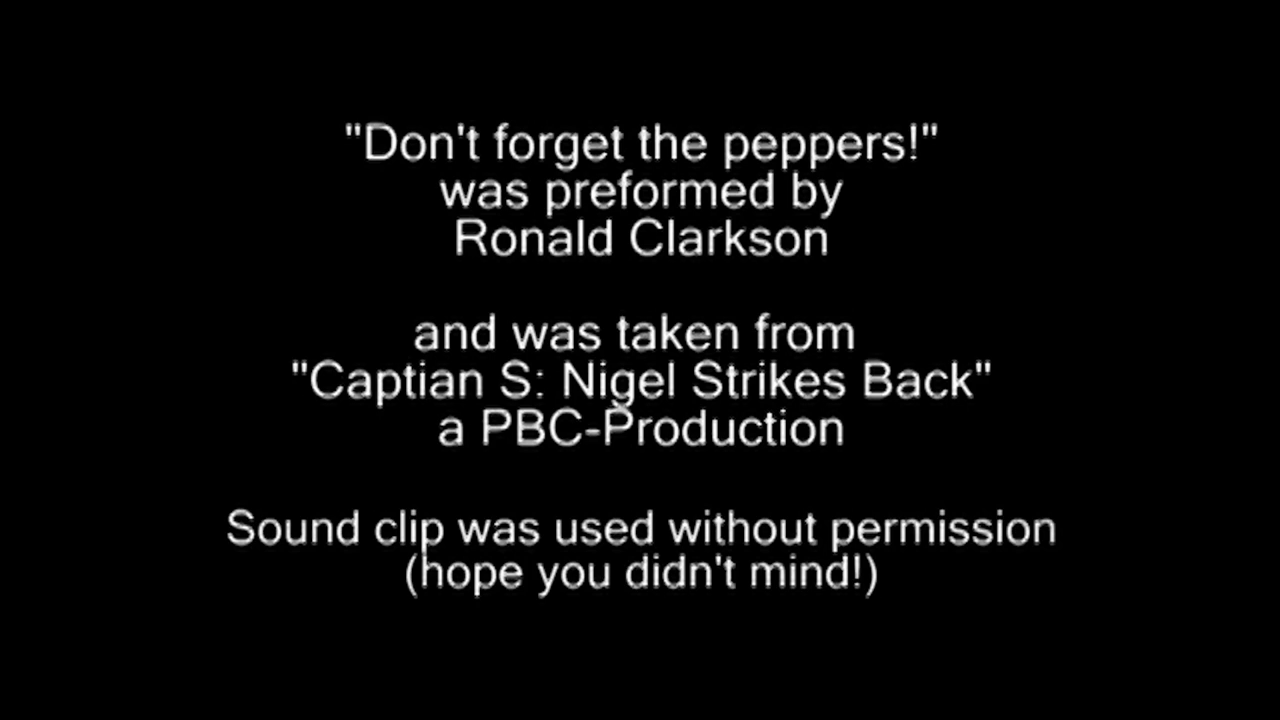 "Don't forget the peppers!"
was preformed by
Ronald Clarkson
and was taken from
"Captian S: Nigel Strikes Back"
a PBC-Production
Sound clip was used without permission
(hope you didn't mind!)